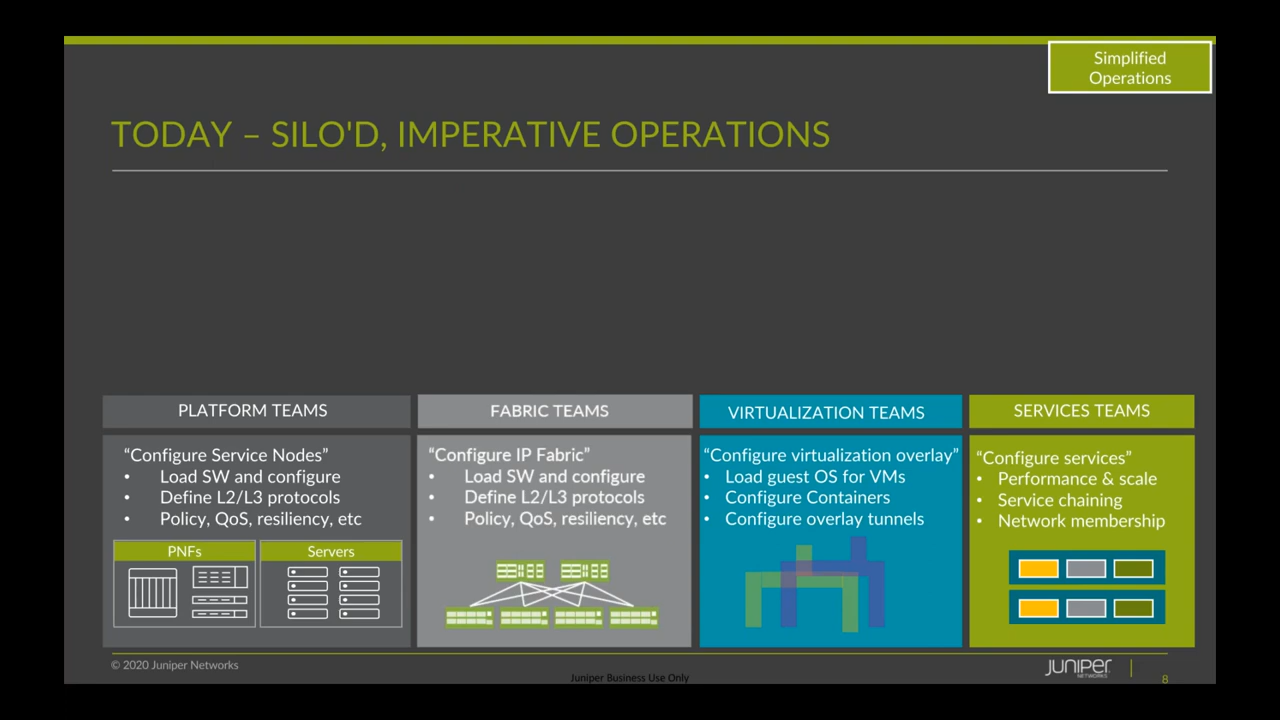 Simplified
Operations
TODAY – SILO'D, IMPERATIVE OPERATIONS
PLATFORM TEAMS
“Configure Service Nodes”
• Load SW and configure
• Define L2/L3 protocols
• Policy, QoS, resiliency, etc
PNFs
Servers
FABRIC TEAMS
“Configure IP Fabric”
• Load SW and configure
• Define L2/L3 protocols
• Policy, QoS, resiliency, etc
VIRTUALIZATION TEAMS
“Configure virtualization overlay”
• Load guest OS for VMs
• Configure Containers
• Configure overlay tunnels
SERVICES TEAMS
“Configure services”
• Performance & scale
• Service chaining
• Network membership
© 2020 Juniper Networks
Juniper Business Use Only
JUNIPER
NETWORKS
8